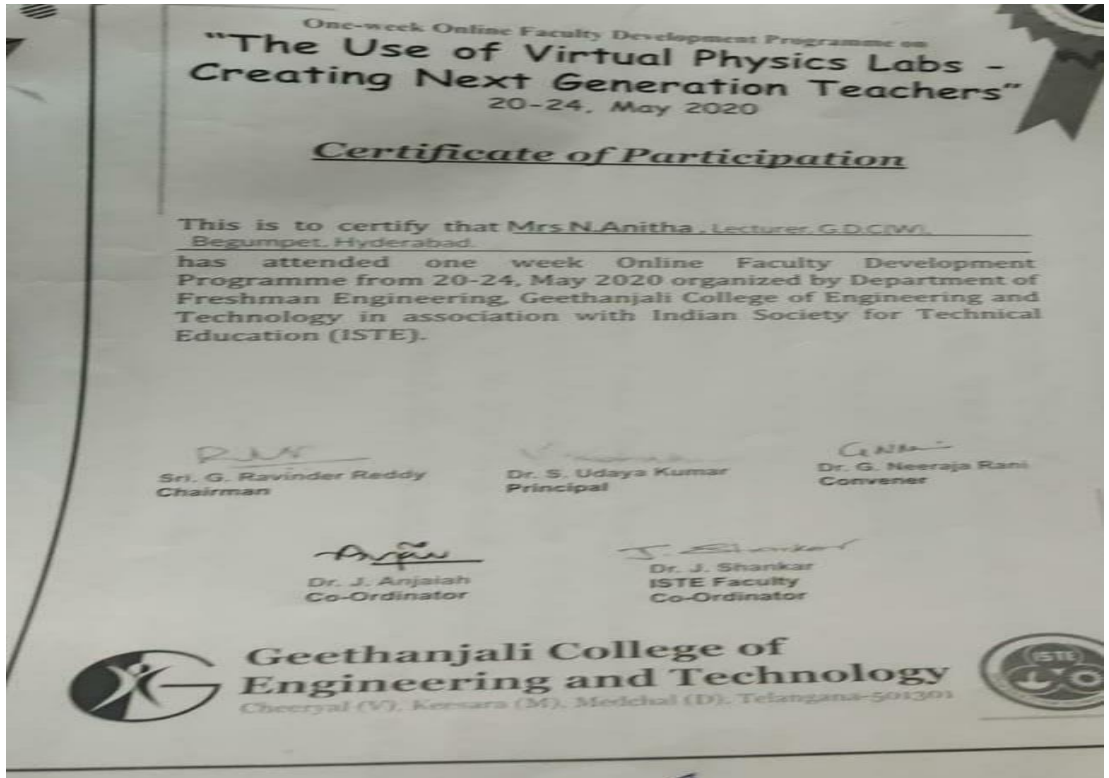 One-week Online Faculty Development Programme on
"The Use of Virtual Physics Labs -
Creating Next Generation Teachers"
20-24, May 2020
Certificate of Participation
This is to certify that Mrs N.Anitha , Lecturer, G.D.C(W),
Begumpet, Hyderabad.
has attended one week Online Faculty Development
Programme from 20-24, May 2020 organized by Department of
Freshman Engineering, Geethanjali College of Engineering and
Technology in association with Indian Society for Technical
Education (ISTE).
Sri. G. Ravinder Reddy
Chairman
Dr. S. Udaya Kumar
Principal
Dr. G. Neeraja Rani
Convener
J. Shankar
Dr. J. Anjaiah
Co-Ordinator
Dr. J. Shankar
ISTE Faculty
Co-Ordinator
Geethanjali College of
Engineering and Technology
Cheeryal (V), Keesara (M), Medchal (D), Telangana-501301
ISTE